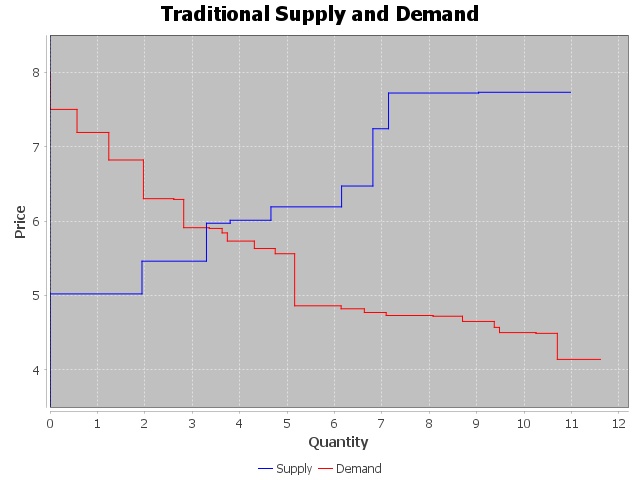 Traditional Supply and Demand
Price
8
7
6
5
4
0 1 2 3 4 5 6 7 8 9 10 11 12
Quantity
Supply Demand